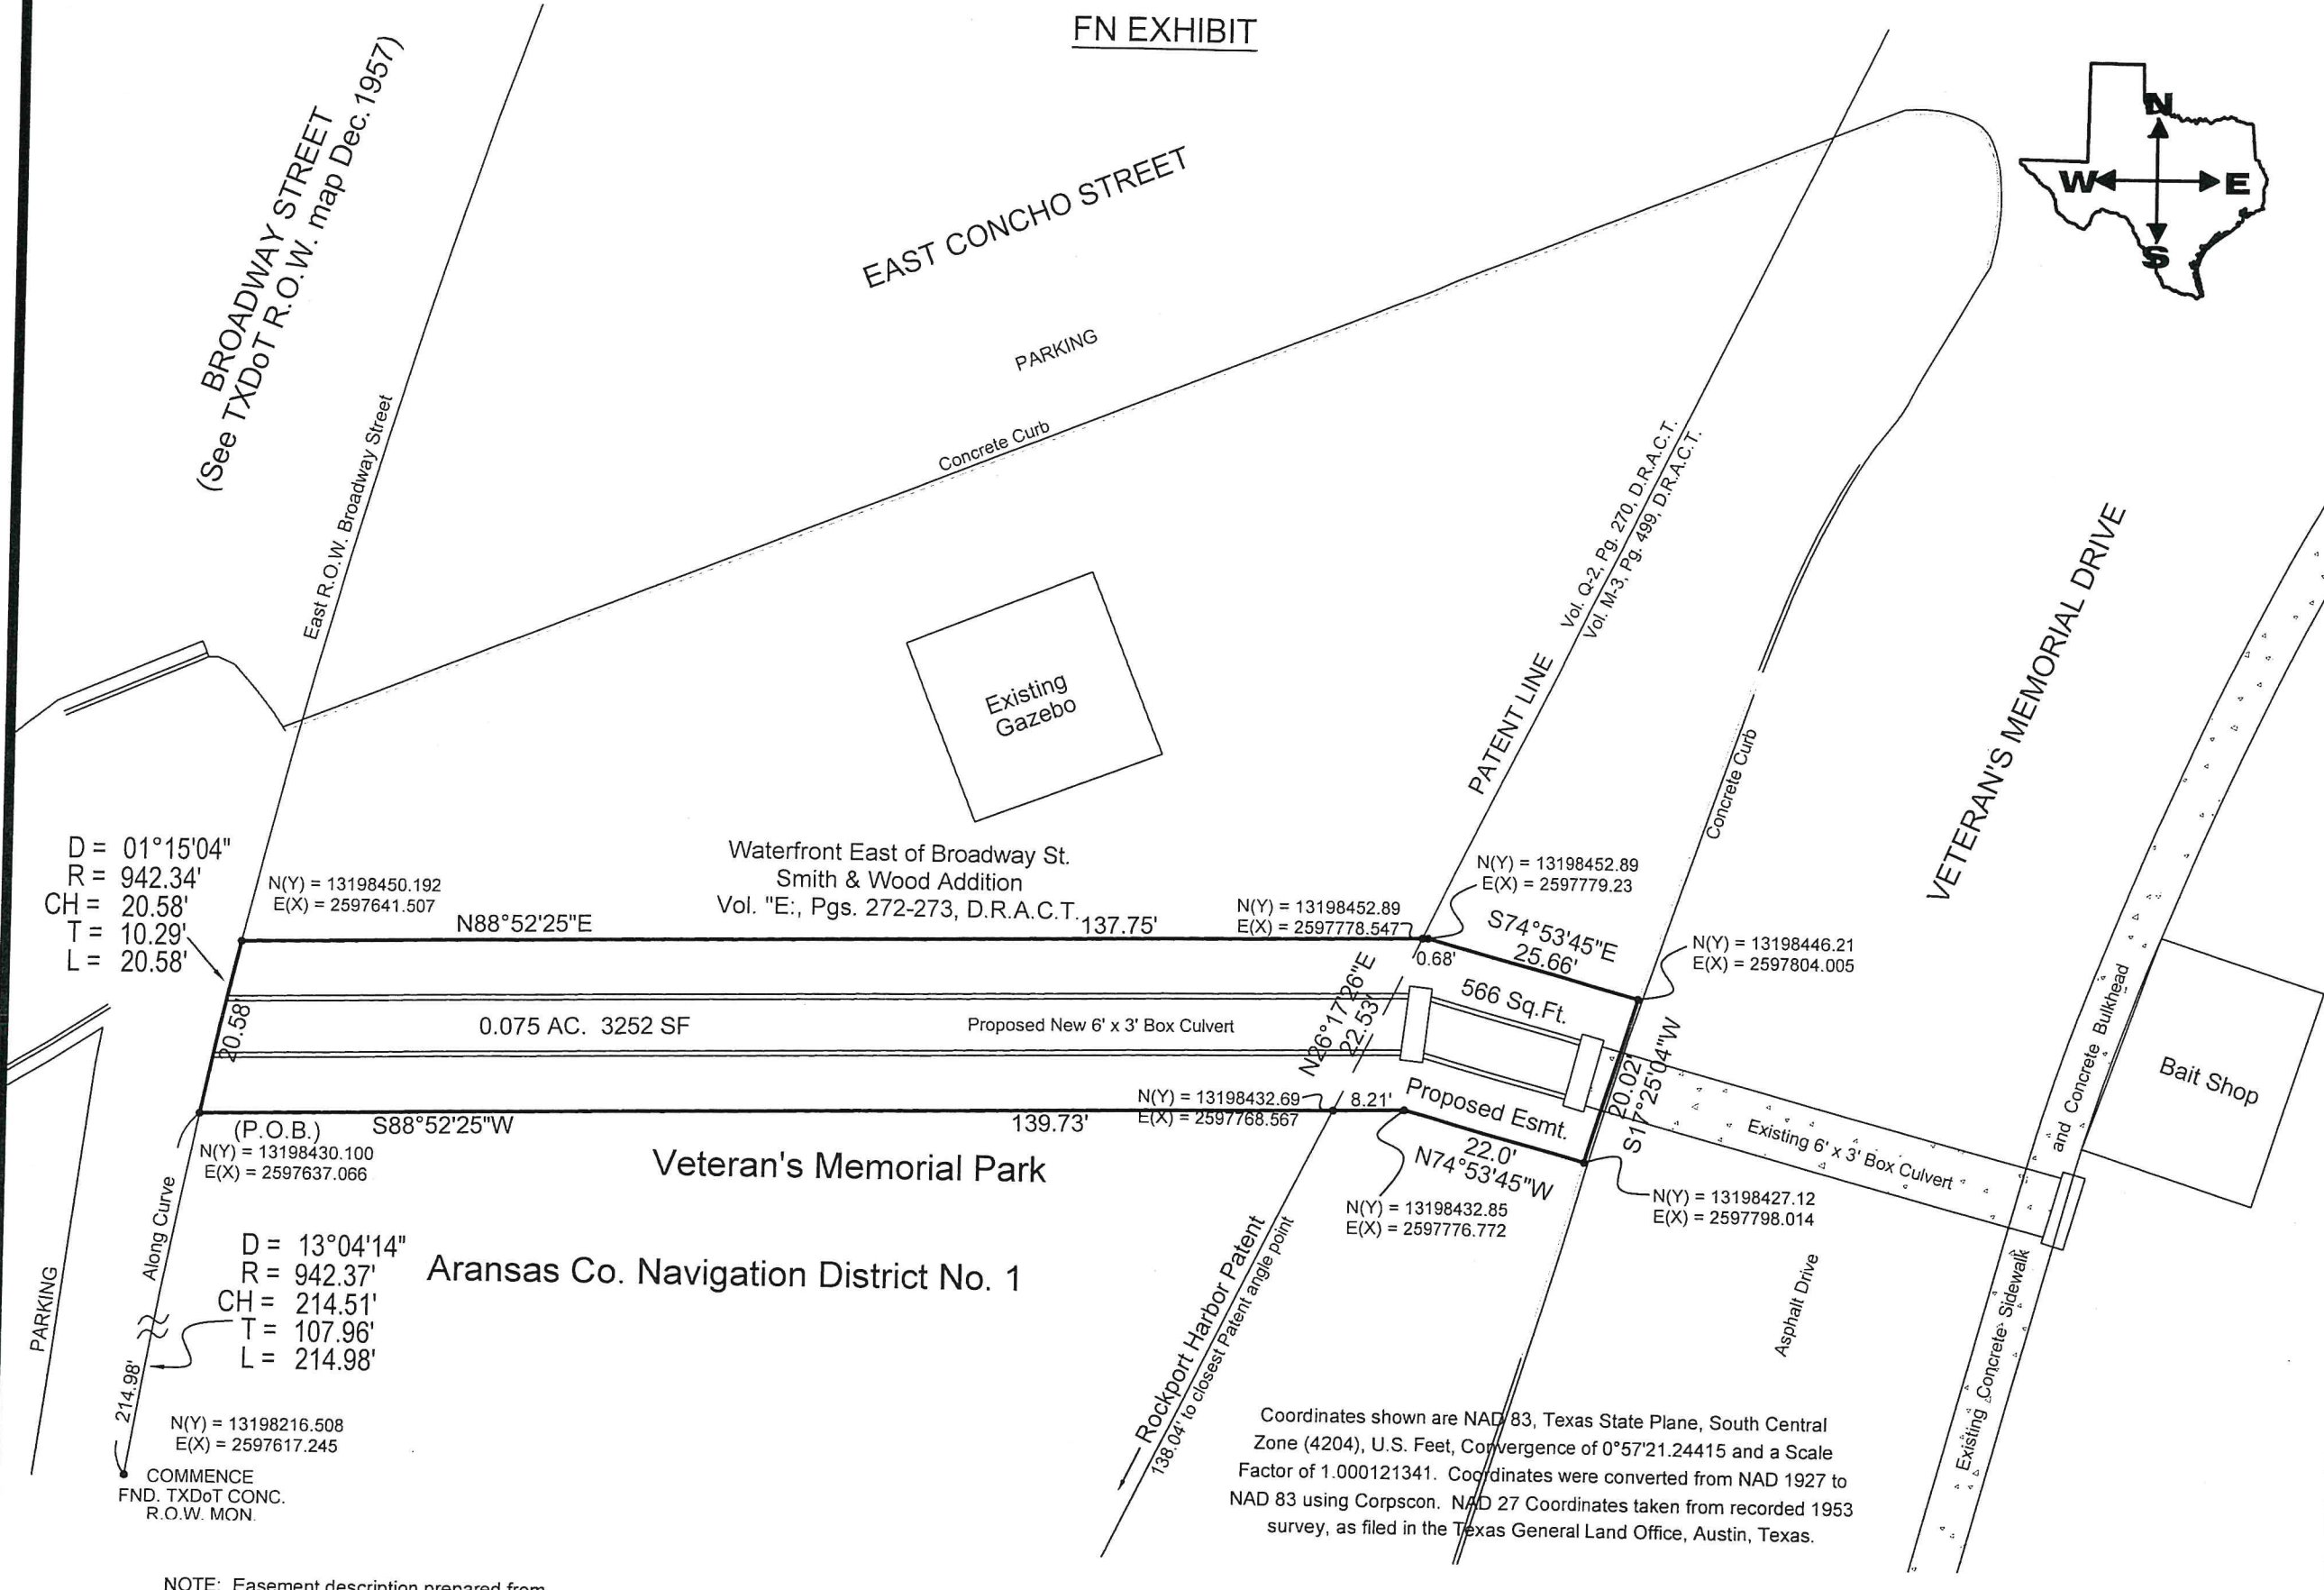 FN EXHIBIT
BROADWAY STREET
(See TXDoT R.O.W. map Dec.1957)
East R.O.W. Broadway Street
EAST CONCHO STREET
PARKING
Concrete Curb
N
W
E
S
Existing
Gazebo
PATENT LINE
Vol. Q-2, Pg. 270, D.R.A.C.T.
Vol. M-3, Pg. 499, D.R.A.C.T.
Concrete Curb
VETERAN'S MEMORIAL DRIVE
D = 01°15'04"
R = 942.34'
CH = 20.58'
T = 10.29'
L = 20.58'
N(Y) = 13198450.192
E(X) = 2597641.507
Waterfront East of Broadway St.
Smith & Wood Addition
Vol. "E:, Pgs. 272-273, D.R.A.C.T.
N88°52'25"E
137.75'
N(Y) = 13198452.89
E(X) = 2597778.547
N(Y) = 13198452.89
E(X) = 2597779.23
S74°53'45"E
25.66'
N(Y) = 13198446.21
E(X) = 2597804.005
0.68'
566 Sq.Ft.
20.58'
0.075 AC. 3252 SF
Proposed New 6' x 3' Box Culvert
N26°17'26"E
22.53'
20.02'
S17°25'04"W
Proposed Esmt.
N(Y) = 13198432.69
E(X) = 2597768.567
8.21'
(P.O.B.)
N(Y) = 13198430.100
E(X) = 2597637.066
S88°52'25"W
139.73'
22.0'
N74°53'45"W
N(Y) = 13198432.85
E(X) = 2597776.772
N(Y) = 13198427.12
E(X) = 2597798.014
Existing 6' x 3' Box Culvert
and Concrete Bulkhead
Bait Shop
Veteran's Memorial Park
Aransas Co. Navigation District No. 1
Along Curve
D = 13°04'14"
R = 942.37'
CH = 214.51'
T = 107.96'
L = 214.98'
PARKING
214.98'
N(Y) = 13198216.508
E(X) = 2597617.245
COMMENCE
FND. TXDoT CONC.
R.O.W. MON.
Rockport Harbor Patent
138.04' to closest Patent angle point
Asphalt Drive
Existing Concrete Sidewalk
Coordinates shown are NAD 83, Texas State Plane, South Central
Zone (4204), U.S. Feet, Convergence of 0°57'21.24415 and a Scale
Factor of 1.000121341. Coordinates were converted from NAD 1927 to
NAD 83 using Corpscon. NAD 27 Coordinates taken from recorded 1953
survey, as filed in the Texas General Land Office, Austin, Texas.
NOTE: Easement description prepared from